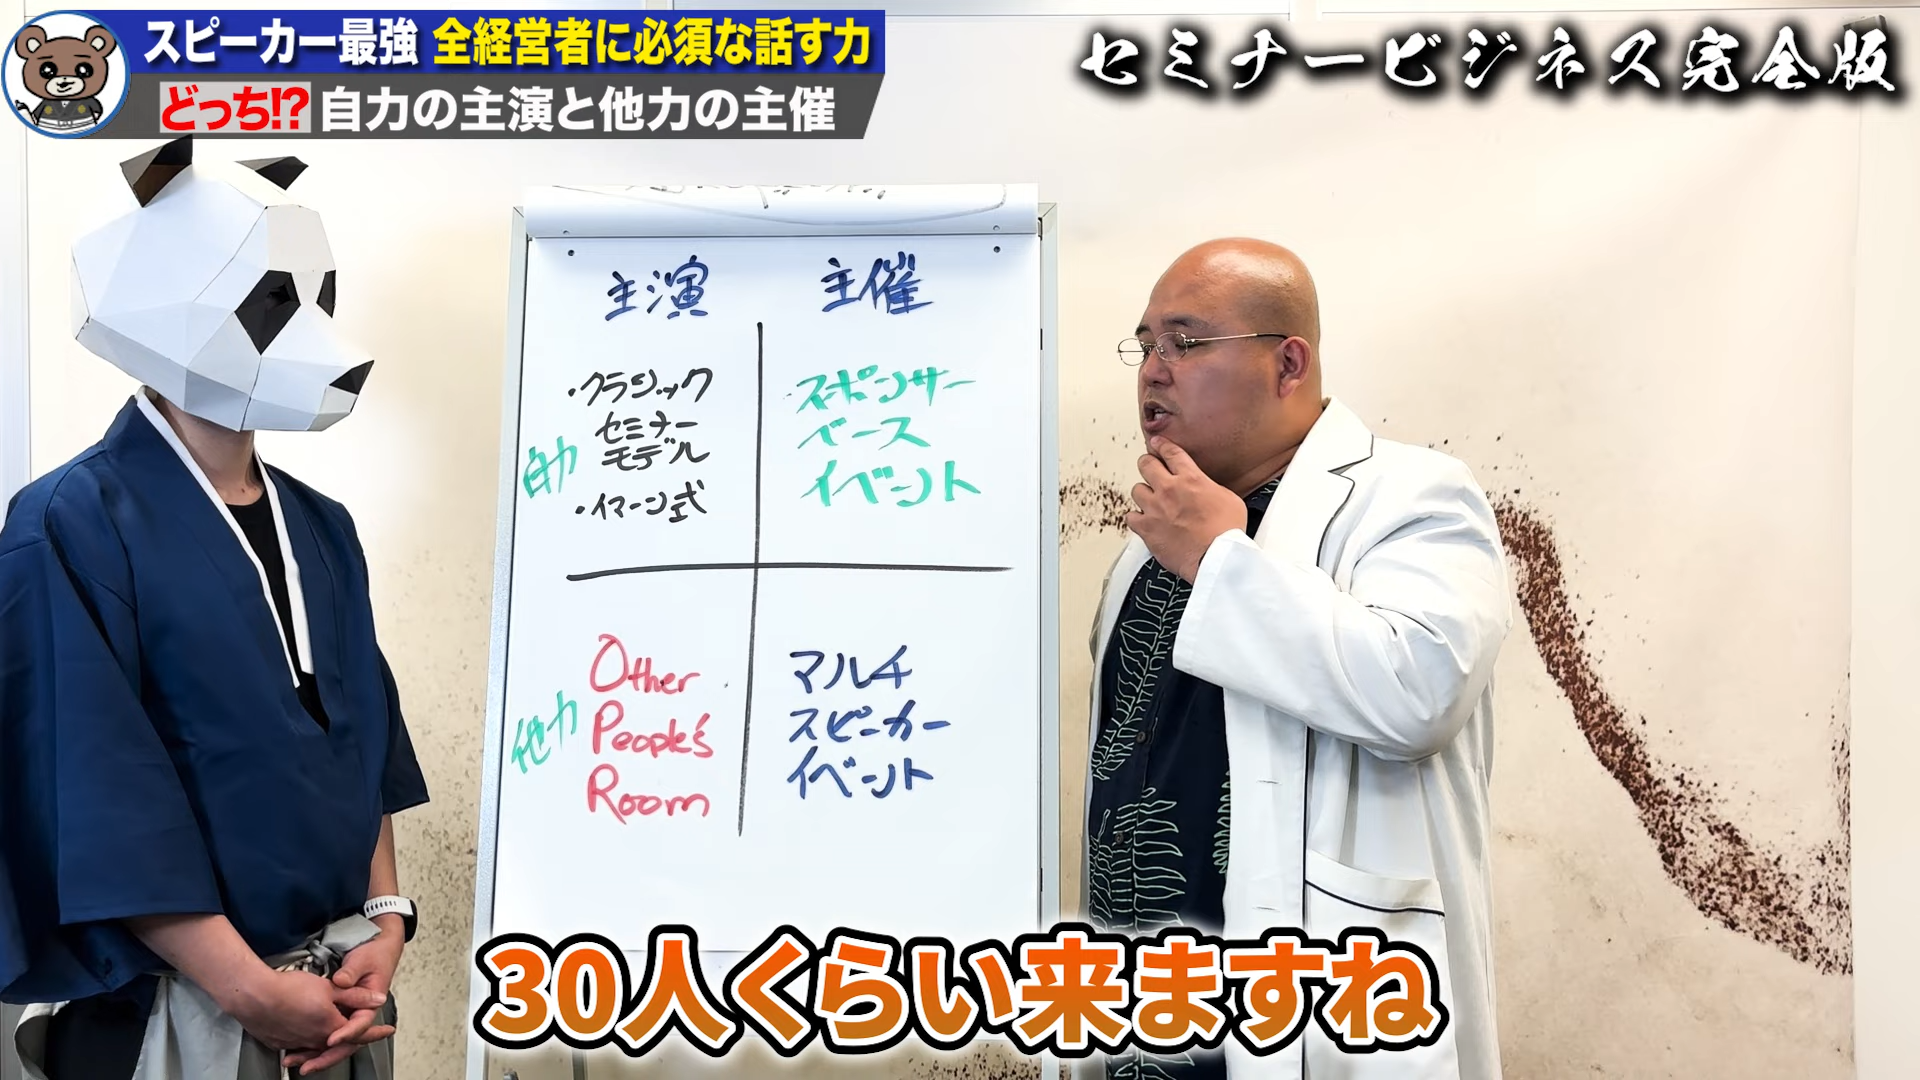 スピーカー最強 全経営者に必須な話す力
どっち!? 自力の主演と他力の主催
セミナービジネス完全版
主演
主催
自力
・クラシック
セミナー
モデル
・イマーシ式
スポンサー
ベース
イベント
他力
Other
People's
Room
マルチ
スピーカー
イベント
30人くらい来ますね